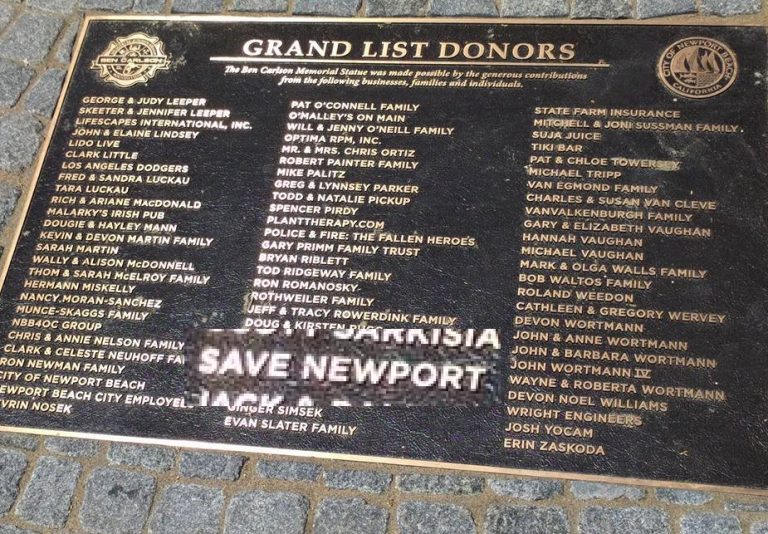 BEN CARLSON
GRAND LIST DONORS
CITY OF NEWPORT BEACH
CALIFORNIA
The Ben Carlson Memorial Statue was made possible by the generous contributions
from the following businesses, families and individuals.
GEORGE & JUDY LEEPER
SKEETER & JENNIFER LEEPER
LIFESCAPES INTERNATIONAL, INC.
JOHN & ELAINE LINDSEY
LIDO LIVE
CLARK LITTLE
LOS ANGELES DODGERS
FRED & SANDRA LUCKAU
TARA LUCKAU
RICH & ARIANE MACDONALD
MALARKY'S IRISH PUB
DOUGIE & HAYLEY MANN
KEVIN & DEVON MARTIN FAMILY
SARAH MARTIN
WALLY & ALISON McDONNELL
THOM & SARAH McELROY FAMILY
HERMANN MISKELLY
NANCY MORAN-SANCHEZ
MUNCE-SKAGGS FAMILY
NBB4OC GROUP
CHRIS & ANNIE NELSON FAMILY
CLARK & CELESTE NEUHOFF FA
RON NEWMAN FAMILY
CITY OF NEWPORT BEACH
NEWPORT BEACH CITY EMPLOYE
VRIN NOSEK
PAT O'CONNELL FAMILY
O'MALLEY'S ON MAIN
WILL & JENNY O'NEILL FAMILY
OPTIMA RPM, INC.
MR. & MRS. CHRIS ORTIZ
ROBERT PAINTER FAMILY
MIKE PALITZ
GREG & LYNNSEY PARKER
TODD & NATALIE PICKUP
SPENCER PIRDY
PLANTTHERAPY.COM
POLICE & FIRE: THE FALLEN HEROES
GARY PRIMM FAMILY TRUST
BRYAN RIBLETT
TOD RIDGEWAY FAMILY
RON ROMANOSKY
ROTHWEILER FAMILY
JEFF & TRACY ROWERDINK FAMILY
DOUG & KIRSTEN
SARKISIA
SAVE NEWPORT
JACK &
GINGER SIMSEK
EVAN SLATER FAMILY
STATE FARM INSURANCE
MITCHELL & JONI SUSSMAN FAMILY
SUJA JUICE
TIKI BAR
PAT & CHLOE TOWERSEY
MICHAEL TRIPP
VAN EGMOND FAMILY
CHARLES & SUSAN VAN CLEVE
VANVALKENBURGH FAMILY
GARY & ELIZABETH VAUGHAN
HANNAH VAUGHAN
MICHAEL VAUGHAN
MARK & OLGA WALLS FAMILY
BOB WALTOS FAMILY
ROLAND WEEDON
CATHLEEN & GREGORY WERVEY
DEVON WORTMANN
JOHN & ANNE WORTMANN
JOHN & BARBARA WORTMANN
JOHN WORTMANN IV
WAYNE & ROBERTA WORTMANN
DEVON NOEL WILLIAMS
WRIGHT ENGINEERS
JOSH YOCAM
ERIN ZASKODA